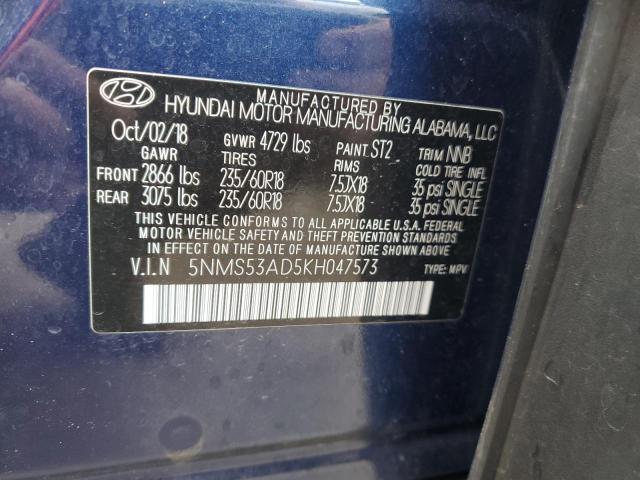 MANUFACTURED BY
HYUNDAI MOTOR MANUFACTURING ALABAMA, LLC
Oct/02/18 GVWR 4729 lbs PAINT ST2 TRIM NNB
GAWR TIRES RIMS COLD TIRE INFL
FRONT 2866 lbs 235/60R18 7.5JX18 35 psi SINGLE
REAR 3075 lbs 235/60R18 7.5JX18 35 psi SINGLE
THIS VEHICLE CONFORMS TO ALL APPLICABLE U.S.A. FEDERAL
MOTOR VEHICLE SAFETY AND THEFT PREVENTION STANDARDS
IN EFFECT ON THE DATE OF MANUFACTURE SHOWN ABOVE.
V.I.N 5NMS53AD5KH047573 TYPE: MPV